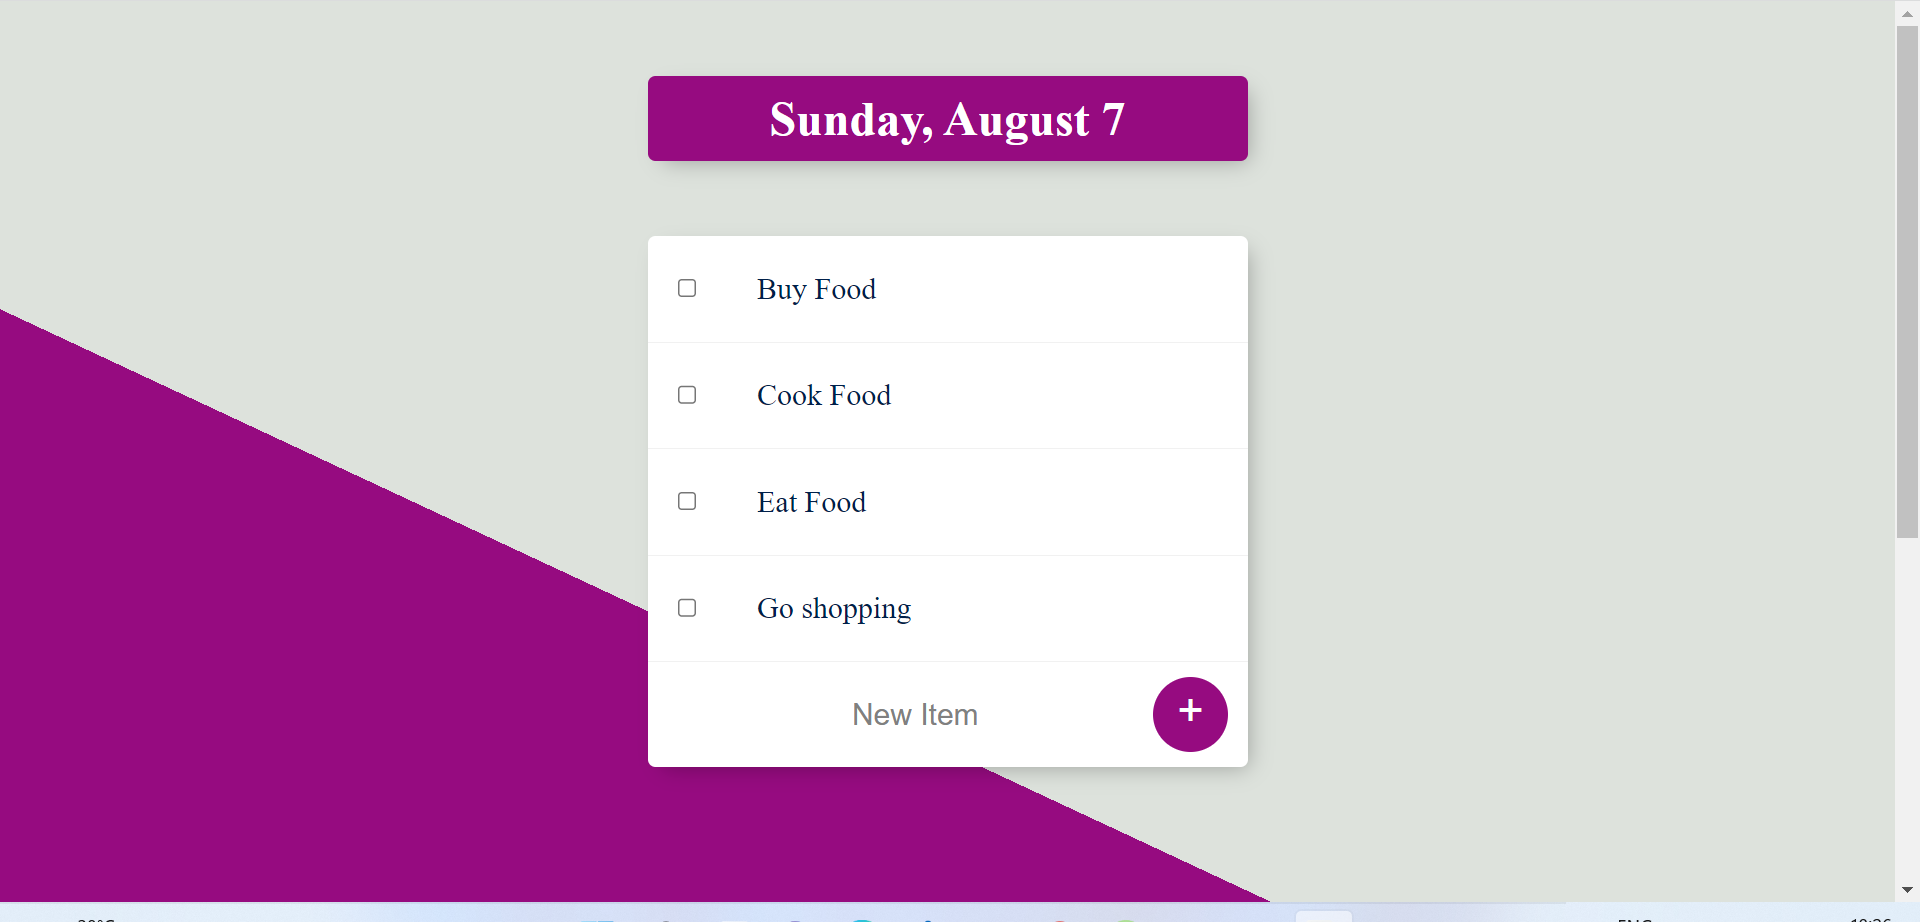 Sunday, August 7
Buy Food
Cook Food
Eat Food
Go shopping
New Item
+